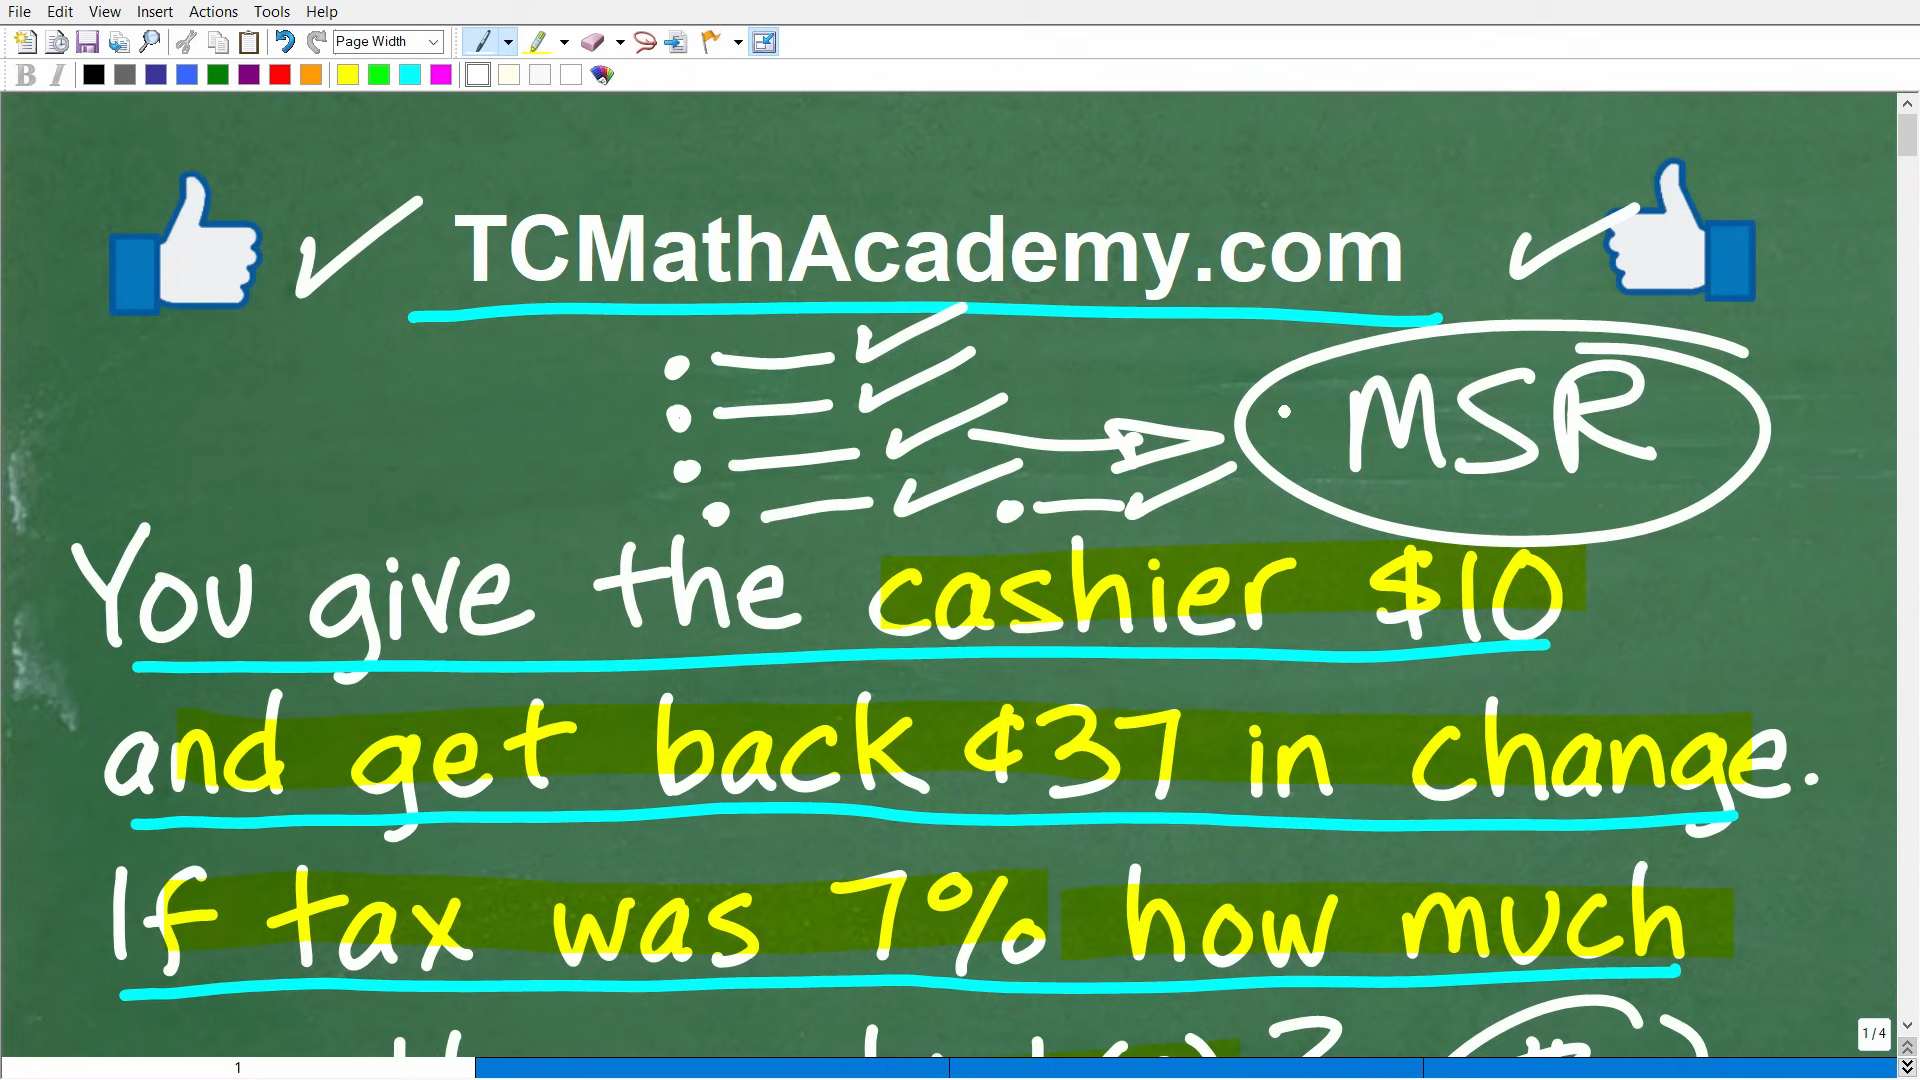 File Edit View Insert Actions Tools Help
Page Width
B I
TCMathAcademy.com
MSR
You give the cashier $10
and get back ¢37 in change.
If tax was 7% how much
1 / 4
1